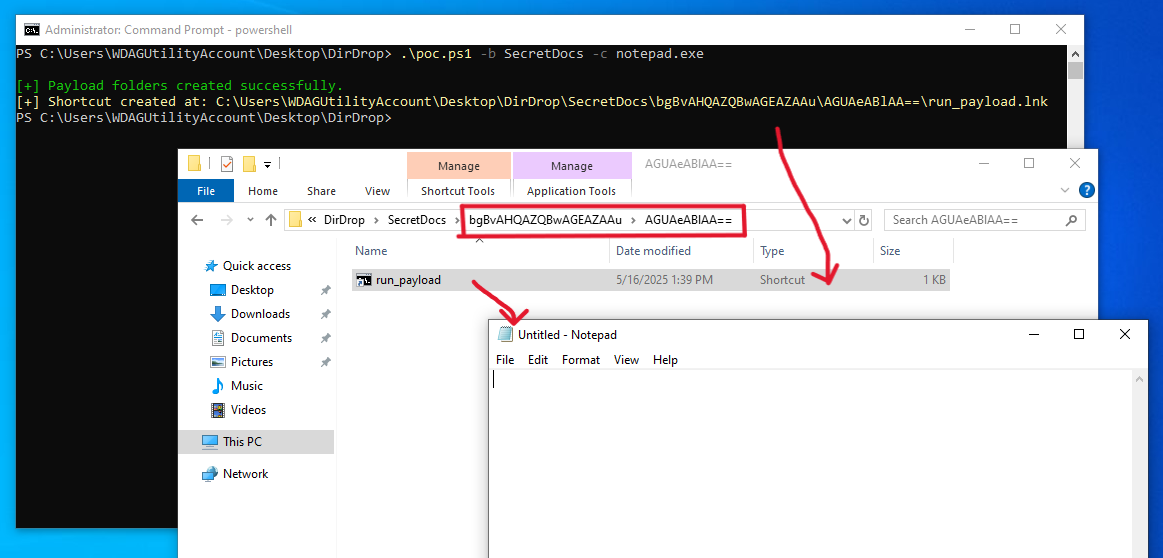 Administrator: Command Prompt - powershell
PS C:\Users\WDAGUtilityAccount\Desktop\DirDrop> .\poc.ps1 -b SecretDocs -c notepad.exe
[+] Payload folders created successfully.
[+] Shortcut created at: C:\Users\WDAGUtilityAccount\Desktop\DirDrop\SecretDocs\bgBvAHQAZQBwAGEAZAAu\AGUAeABlAA==\run_payload.lnk
PS C:\Users\WDAGUtilityAccount\Desktop\DirDrop>
Manage Manage AGUAeABlAA==
File Home Share View Shortcut Tools Application Tools
« DirDrop SecretDocs bgBvAHQAZQBwAGEAZAAu AGUAeABlAA== Search AGUAeABlAA==
Name Date modified Type Size
Quick access
run_payload 5/16/2025 1:39 PM Shortcut 1 KB
Desktop
Downloads
Documents
Pictures
Music
Videos
This PC
Network
Untitled - Notepad
File Edit Format View Help